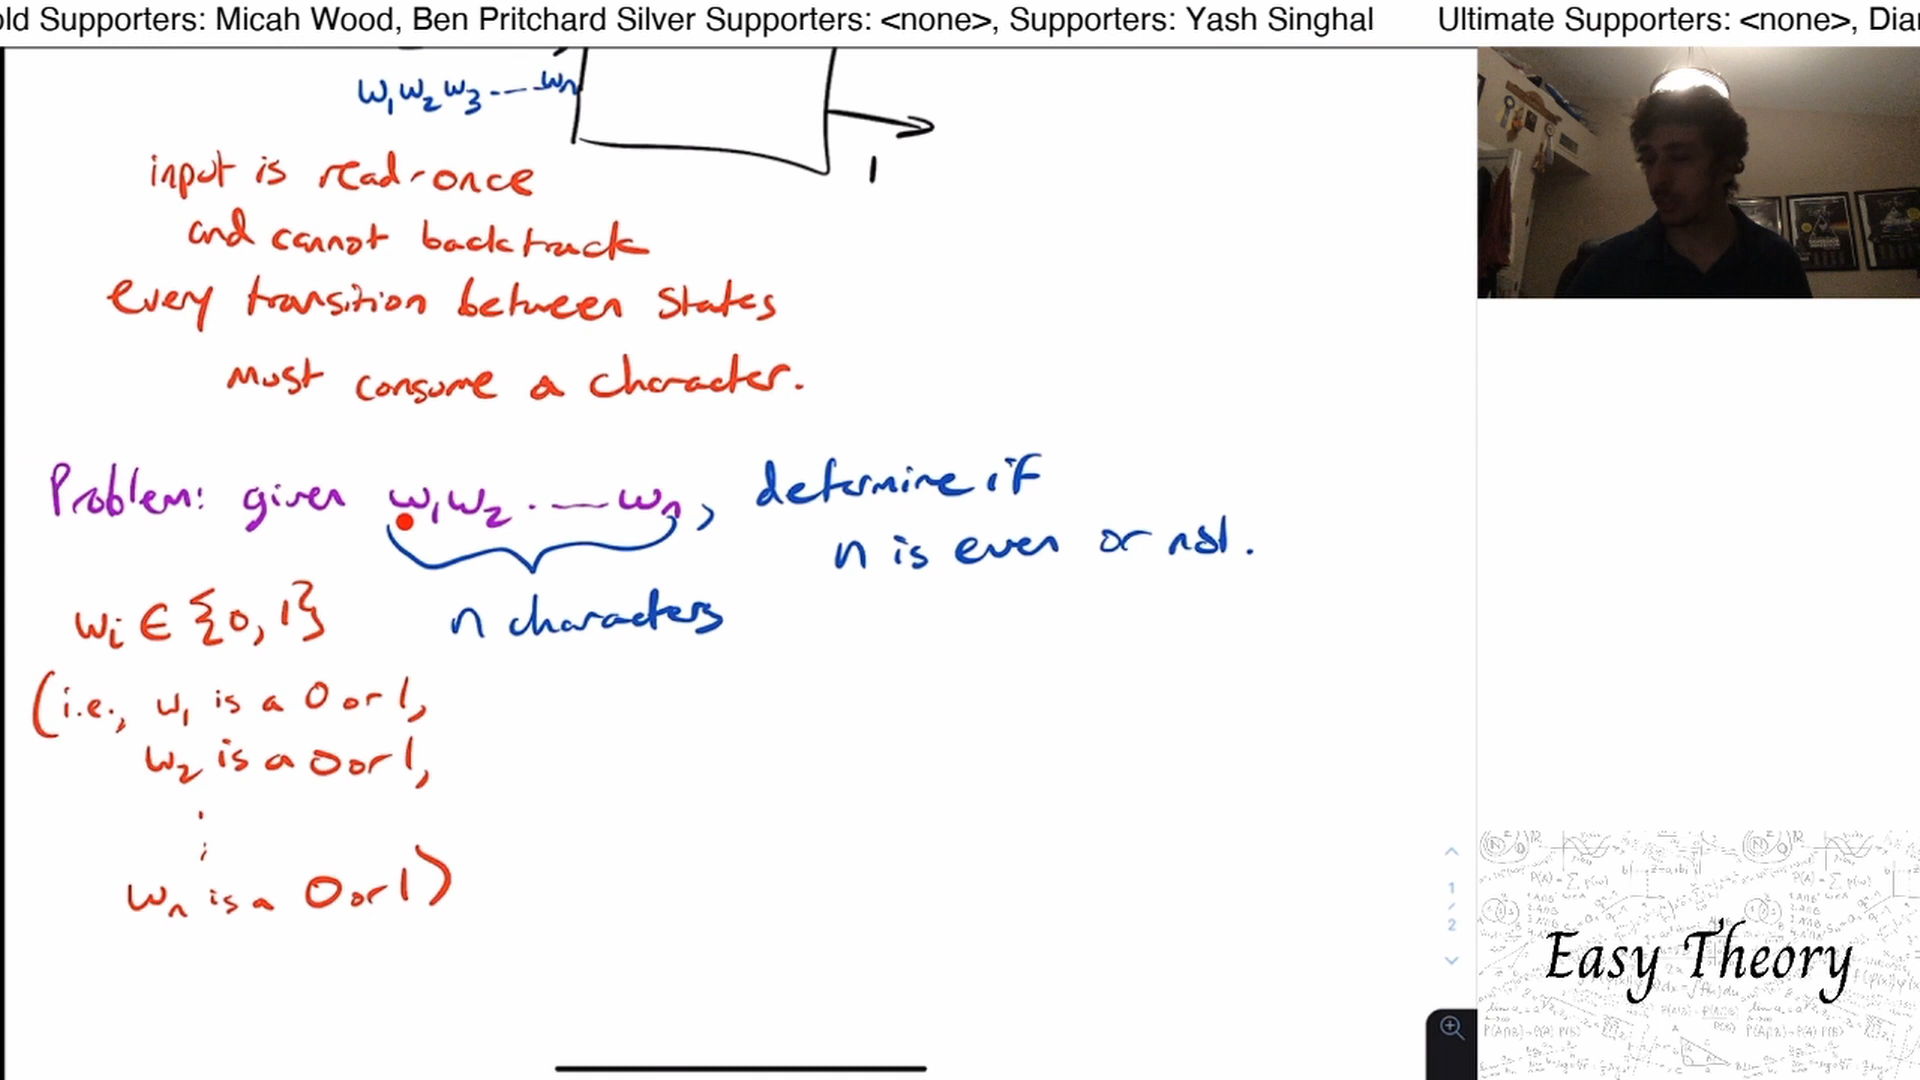 old Supporters: Micah Wood, Ben Pritchard Silver Supporters: <none>, Supporters: Yash Singhal Ultimate Supporters: <none>, Diam
w₁w₂w₃---wₙ
1
input is read-once
and cannot backtrack
every transition between states
must consume a character.
Problem: given w₁w₂ . — wₙ, determine if
n is even or not.
n characters
wᵢ ∈ {0, 1}
(i.e., w₁ is a 0 or 1,
w₂ is a 0 or 1,
wₙ is a 0 or 1)
1
2
Easy Theory